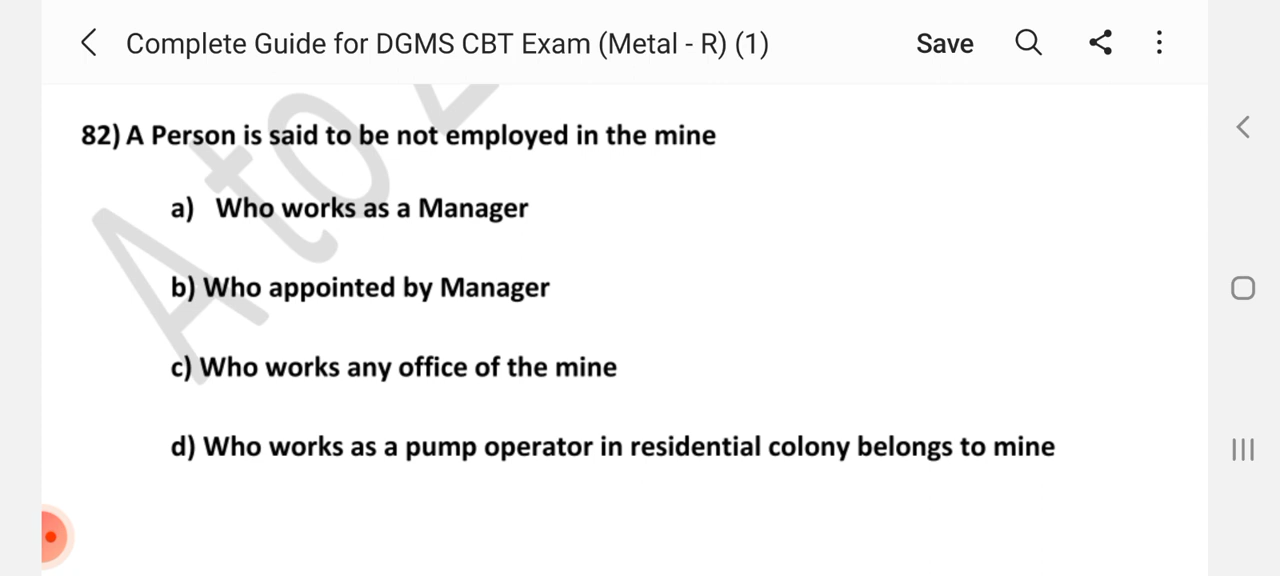 Complete Guide for DGMS CBT Exam (Metal - R) (1) Save
82) A Person is said to be not employed in the mine
a) Who works as a Manager
b) Who appointed by Manager
c) Who works any office of the mine
d) Who works as a pump operator in residential colony belongs to mine
A to